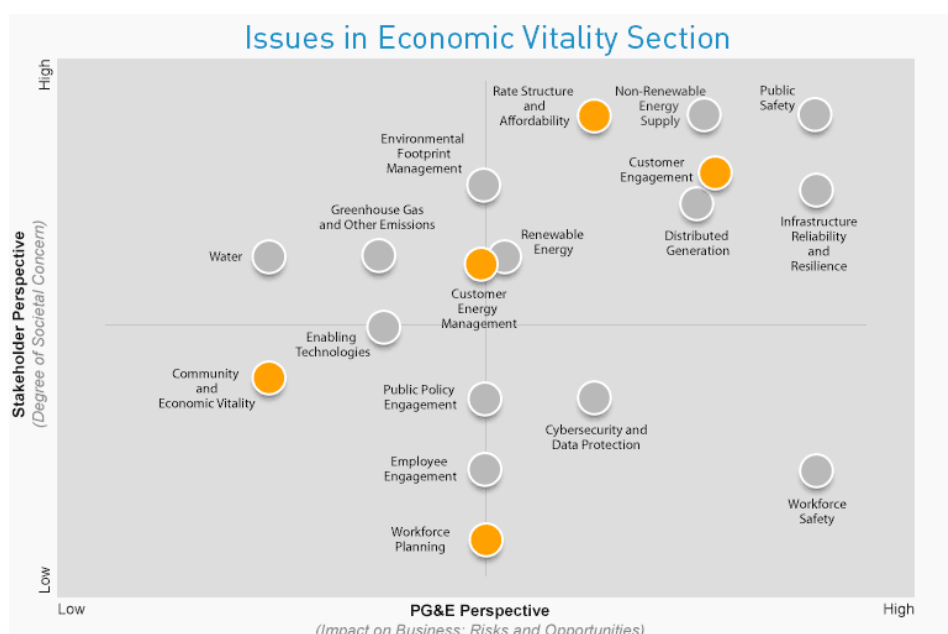 Issues in Economic Vitality Section
High
Rate Structure
and
Affordability
Non-Renewable
Energy
Supply
Public
Safety
Environmental
Footprint
Management
Customer
Engagement
Greenhouse Gas
and Other Emissions
Renewable
Energy
Distributed
Generation
Infrastructure
Reliability
and
Resilience
Water
Customer
Energy
Management
Stakeholder Perspective
(Degree of Societal Concern)
Enabling
Technologies
Community
and
Economic Vitality
Public Policy
Engagement
Cybersecurity and
Data Protection
Employee
Engagement
Workforce
Safety
Workforce
Planning
Low
Low
PG&E Perspective
High
(Impact on Business: Risks and Opportunities)